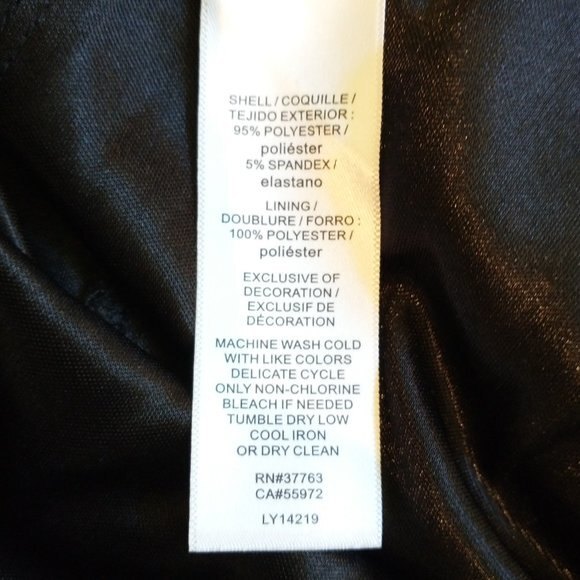 SHELL / COQUILLE /
TEJIDO EXTERIOR :
95% POLYESTER /
poliéster
5% SPANDEX /
elastano
LINING /
DOUBLURE / FORRO :
100% POLYESTER /
poliéster
EXCLUSIVE OF
DECORATION /
EXCLUSIF DE
DÉCORATION
MACHINE WASH COLD
WITH LIKE COLORS
DELICATE CYCLE
ONLY NON-CHLORINE
BLEACH IF NEEDED
TUMBLE DRY LOW
COOL IRON
OR DRY CLEAN
RN#37763
CA#55972
LY14219